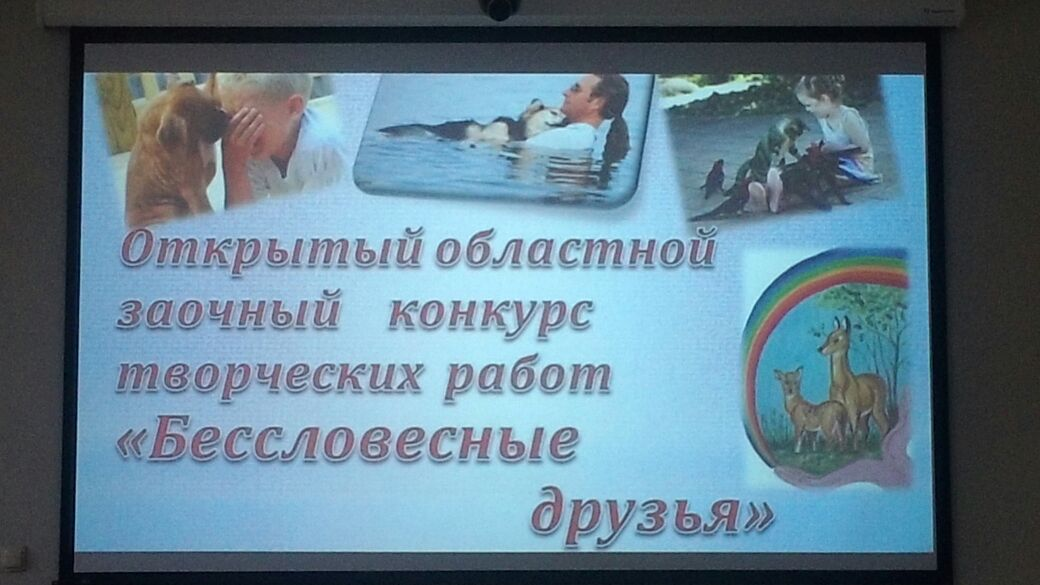 Открытый областной
заочный конкурс
творческих работ
«Бессловесные
друзья»